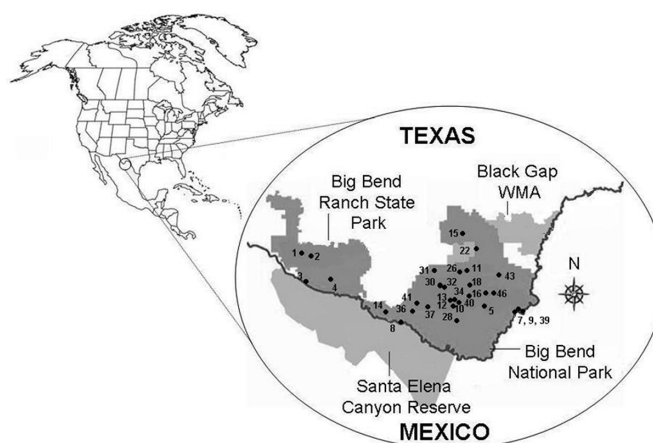 TEXAS
Black Gap
WMA
Big Bend
Ranch State
Park
15
22
1
2
31
26
11
43
3
4
30
32
18
N
34
16
46
41
13
14
36
37
12
10
40
5
8
28
7, 9, 39
Big Bend
National Park
Santa Elena
Canyon Reserve
MEXICO